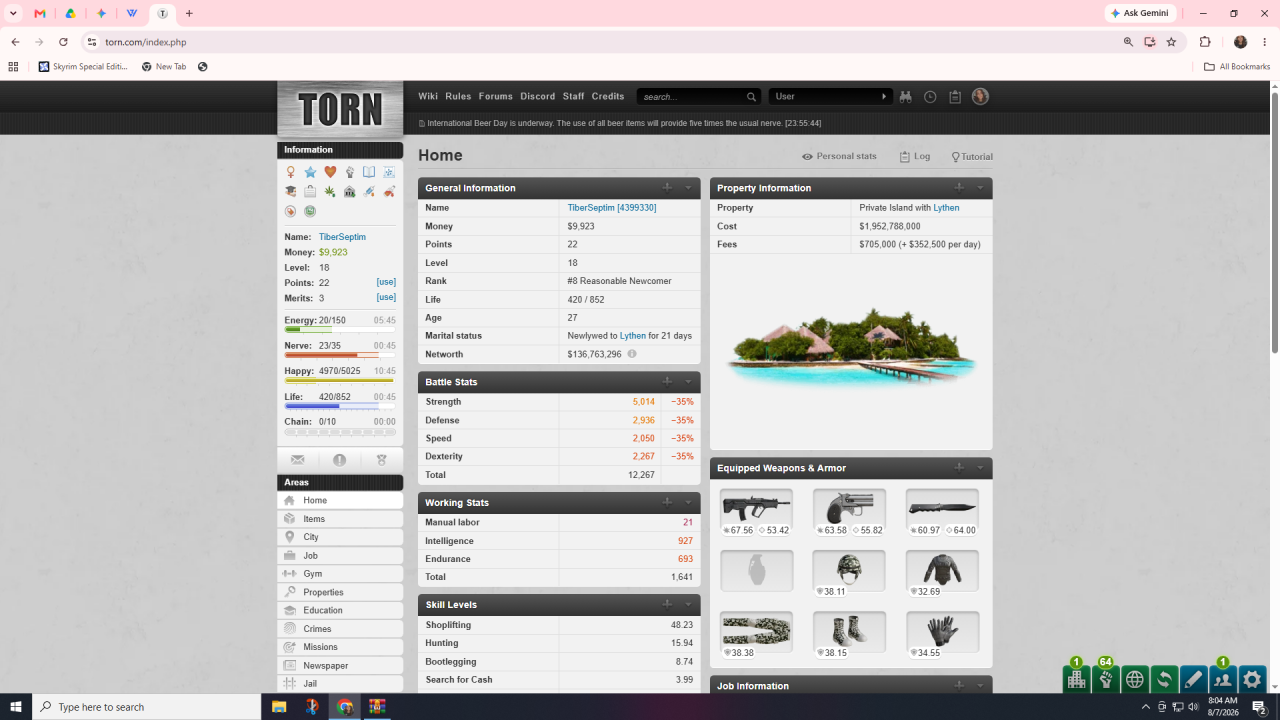 Ask Gemini
torn.com/index.php
Skyrim Special Editi...
New Tab
All Bookmarks
TORN
Wiki Rules Forums Discord Staff Credits
search...
User
International Beer Day is underway. The use of all beer items will provide five times the usual nerve. [23:55:44]
Information
Name: TiberSeptim
Money: $9,923
Level: 18
Points: 22 [use]
Merits: 3 [use]
Energy: 20/150 05:45
Nerve: 23/35 00:45
Happy: 4970/5025 10:45
Life: 420/852 00:45
Chain: 0/10 00:00
Areas
Home
Items
City
Job
Gym
Properties
Education
Crimes
Missions
Newspaper
Jail
Home
Personal stats
Log
Tutorial
General Information
Name TiberSeptim [4399330]
Money $9,923
Points 22
Level 18
Rank #8 Reasonable Newcomer
Life 420 / 852
Age 27
Marital status Newlywed to Lythen for 21 days
Networth $136,763,296
Battle Stats
Strength 5,014 −35%
Defense 2,936 −35%
Speed 2,050 −35%
Dexterity 2,267 −35%
Total 12,267
Working Stats
Manual labor 21
Intelligence 927
Endurance 693
Total 1,641
Skill Levels
Shoplifting 48.23
Hunting 15.94
Bootlegging 8.74
Search for Cash 3.99
Property Information
Property Private Island with Lythen
Cost $1,952,788,000
Fees $705,000 (+ $352,500 per day)
Equipped Weapons & Armor
67.56 53.42
63.58 55.82
60.97 64.00
38.11
32.69
38.38
38.15
34.55
Job Information
1
64
1
Type here to search
8:04 AM
8/7/2026
2